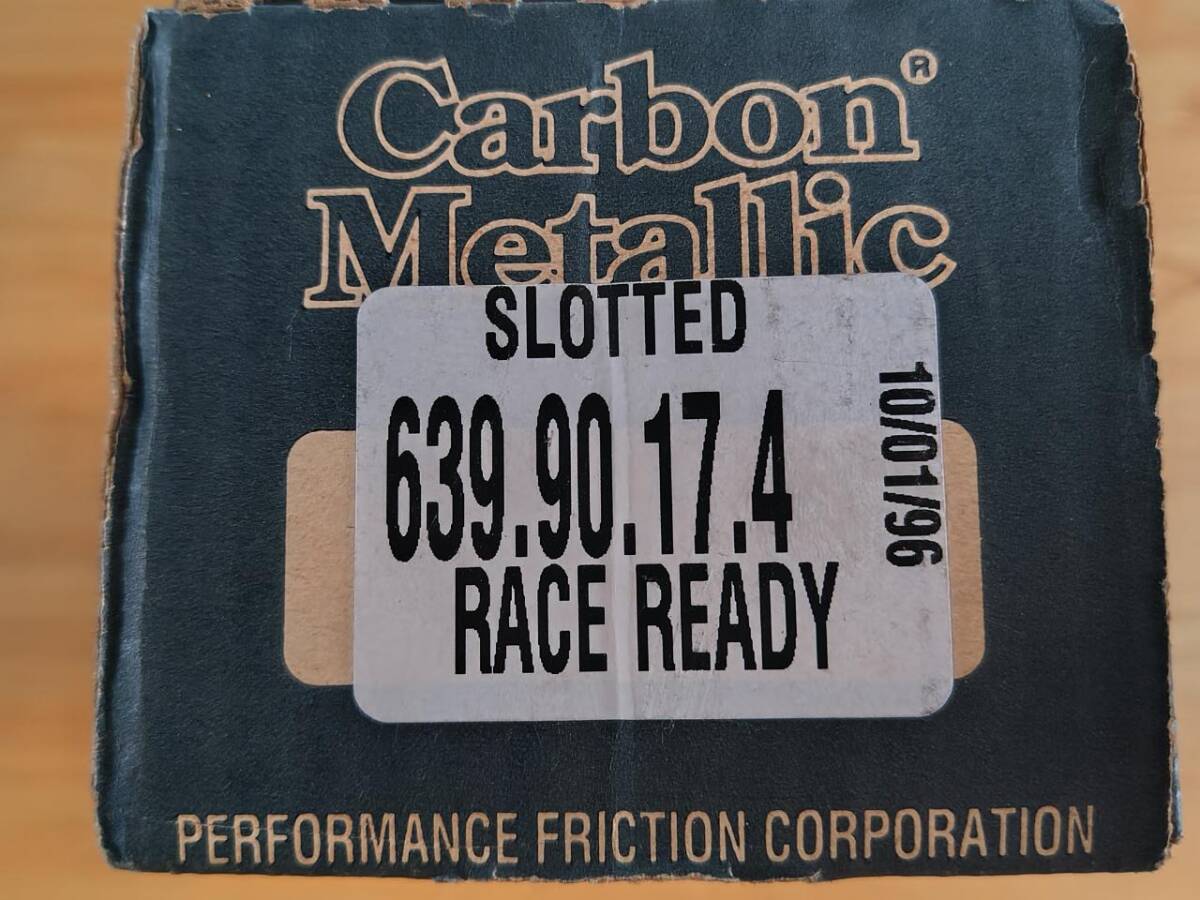 Carbon®
Metallic
SLOTTED
639.90.17.4
RACE READY
10/01/96
PERFORMANCE FRICTION CORPORATION